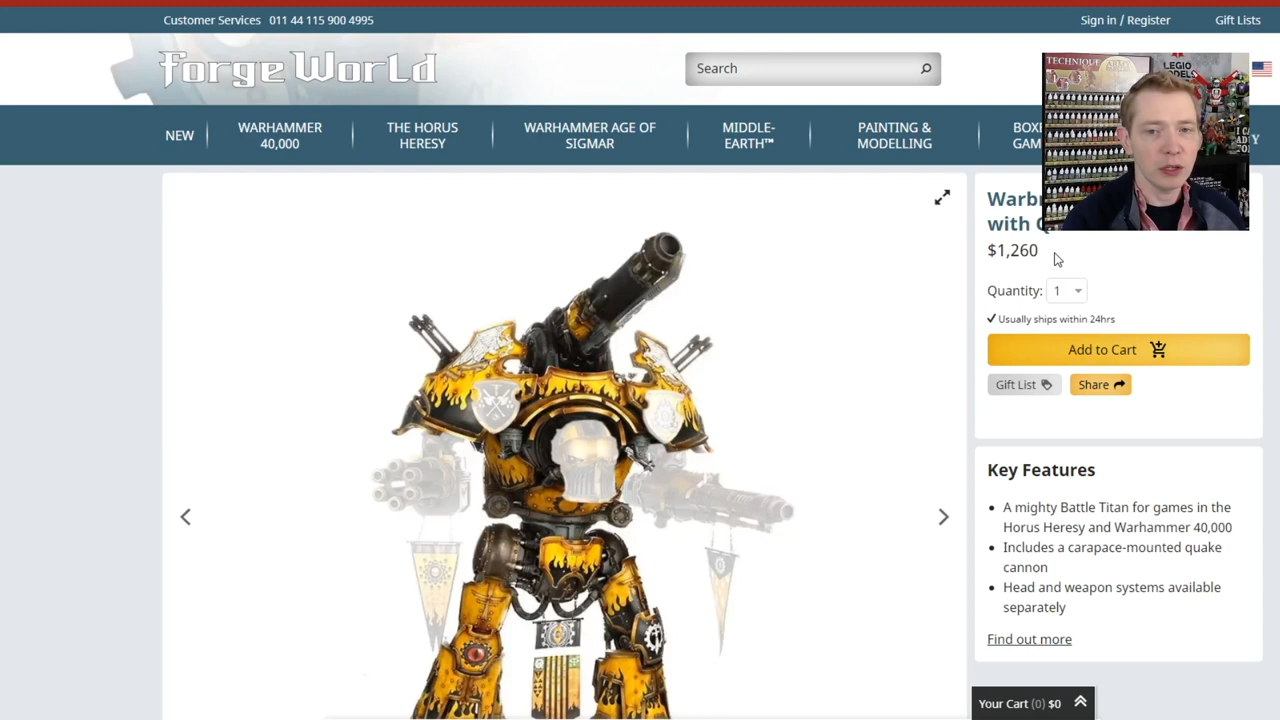 Customer Services 011 44 115 900 4995
Sign in / Register
Gift Lists
Forge World
Search
NEW
WARHAMMER 40,000
THE HORUS HERESY
WARHAMMER AGE OF SIGMAR
MIDDLE-EARTH™
PAINTING & MODELLING
TECHNIQUE
LEGIO
with
$1,260
Quantity: 1
✓ Usually ships within 24hrs
Add to Cart
Gift List
Share
Key Features
• A mighty Battle Titan for games in the
Horus Heresy and Warhammer 40,000
• Includes a carapace-mounted quake
cannon
• Head and weapon systems available
separately
Find out more
Your Cart (0) $0